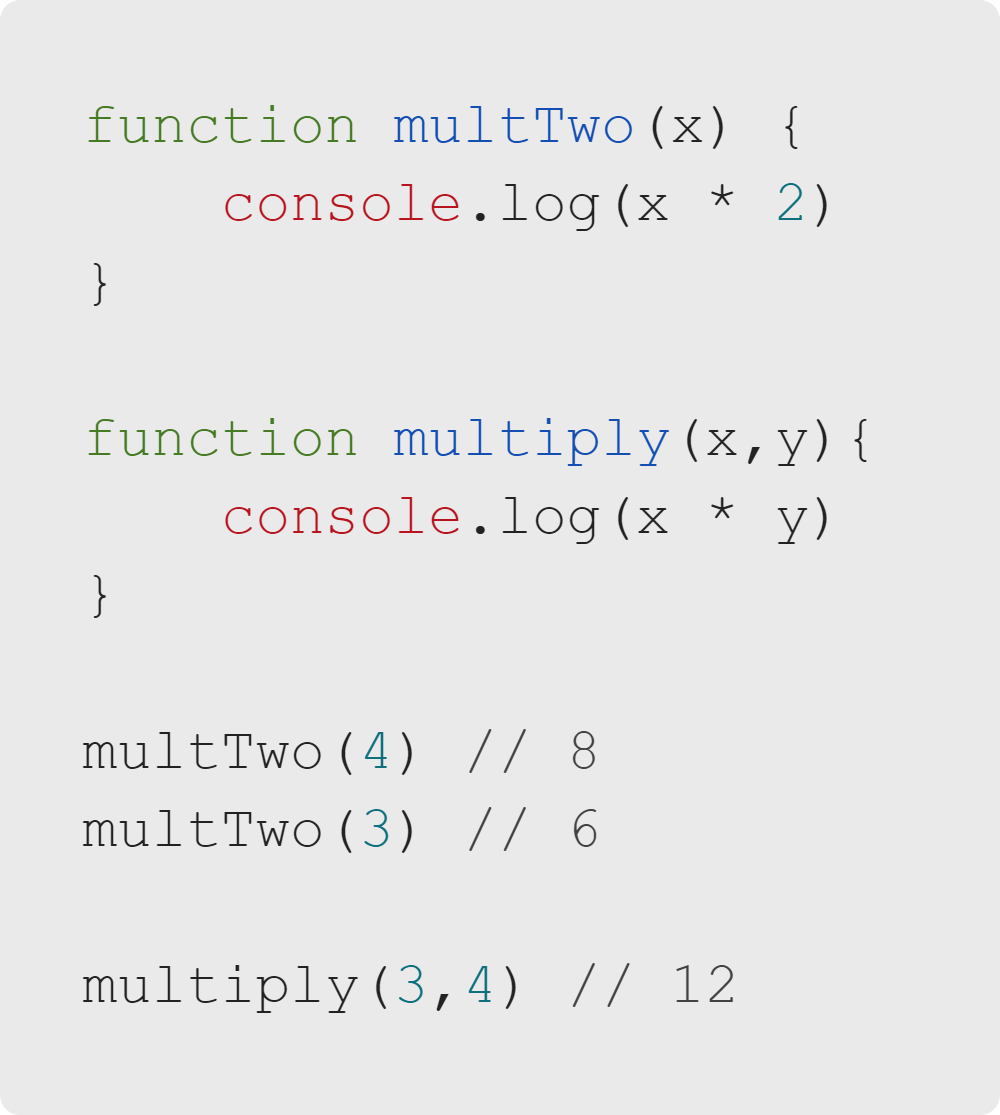 function multTwo(x) {
    console.log(x * 2)
}
function multiply(x,y){
    console.log(x * y)
}
multTwo(4) // 8
multTwo(3) // 6
multiply(3,4) // 12